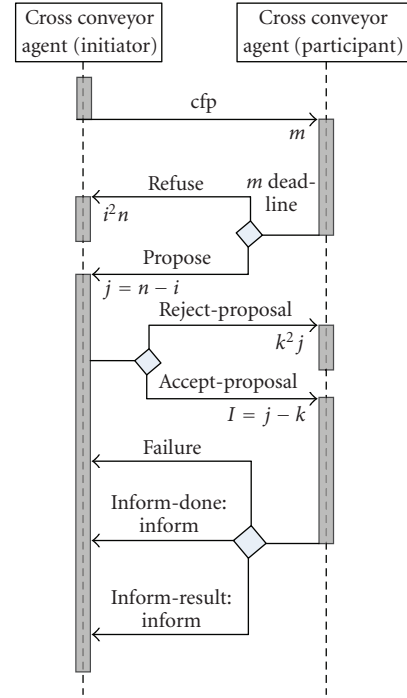 Cross conveyor
agent (initiator)
Cross conveyor
agent (participant)
cfp
m
Refuse
m dead-
line
i²n
Propose
j = n − i
Reject-proposal
k²j
Accept-proposal
I = j − k
Failure
Inform-done:
inform
Inform-result:
inform